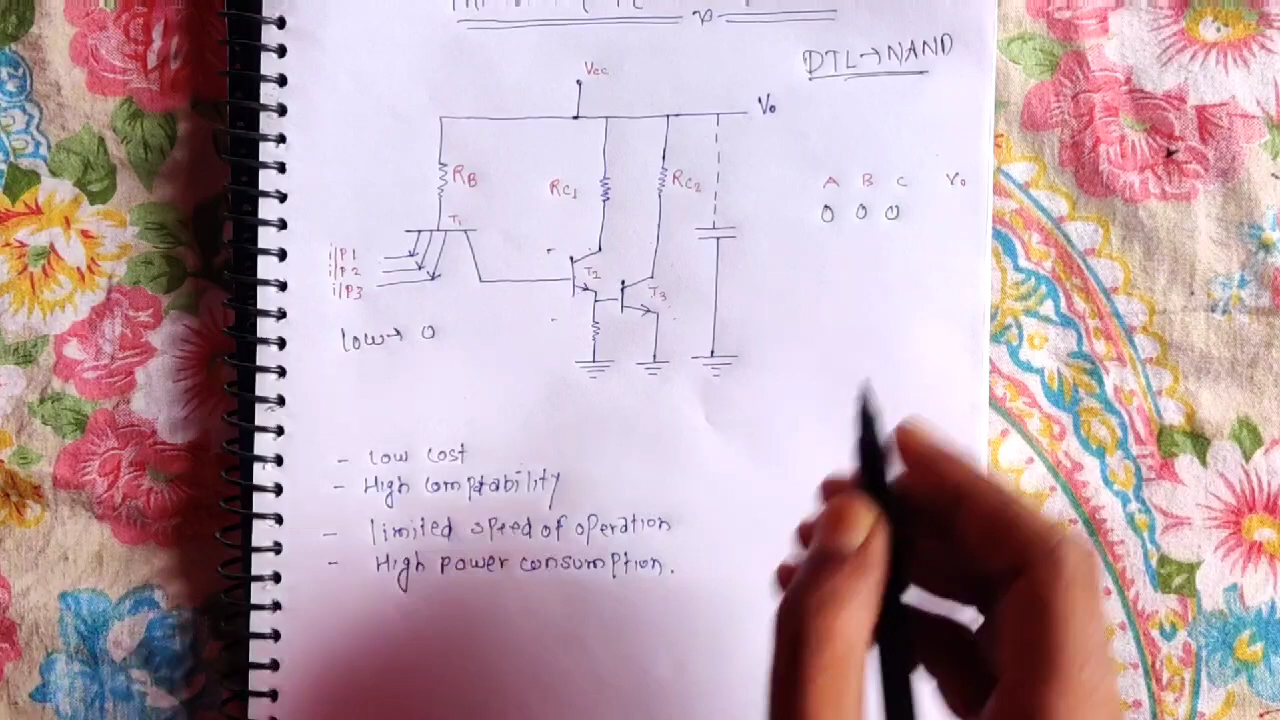 DTL→NAND
Vcc
Vo
RB
RC1
RC2
A B C Vo
0 0 0
T1
i/P1
i/P2
i/P3
T2
T3
low→ 0
- Low cost
- High comptability
- limited speed of operation
- High power consumption.